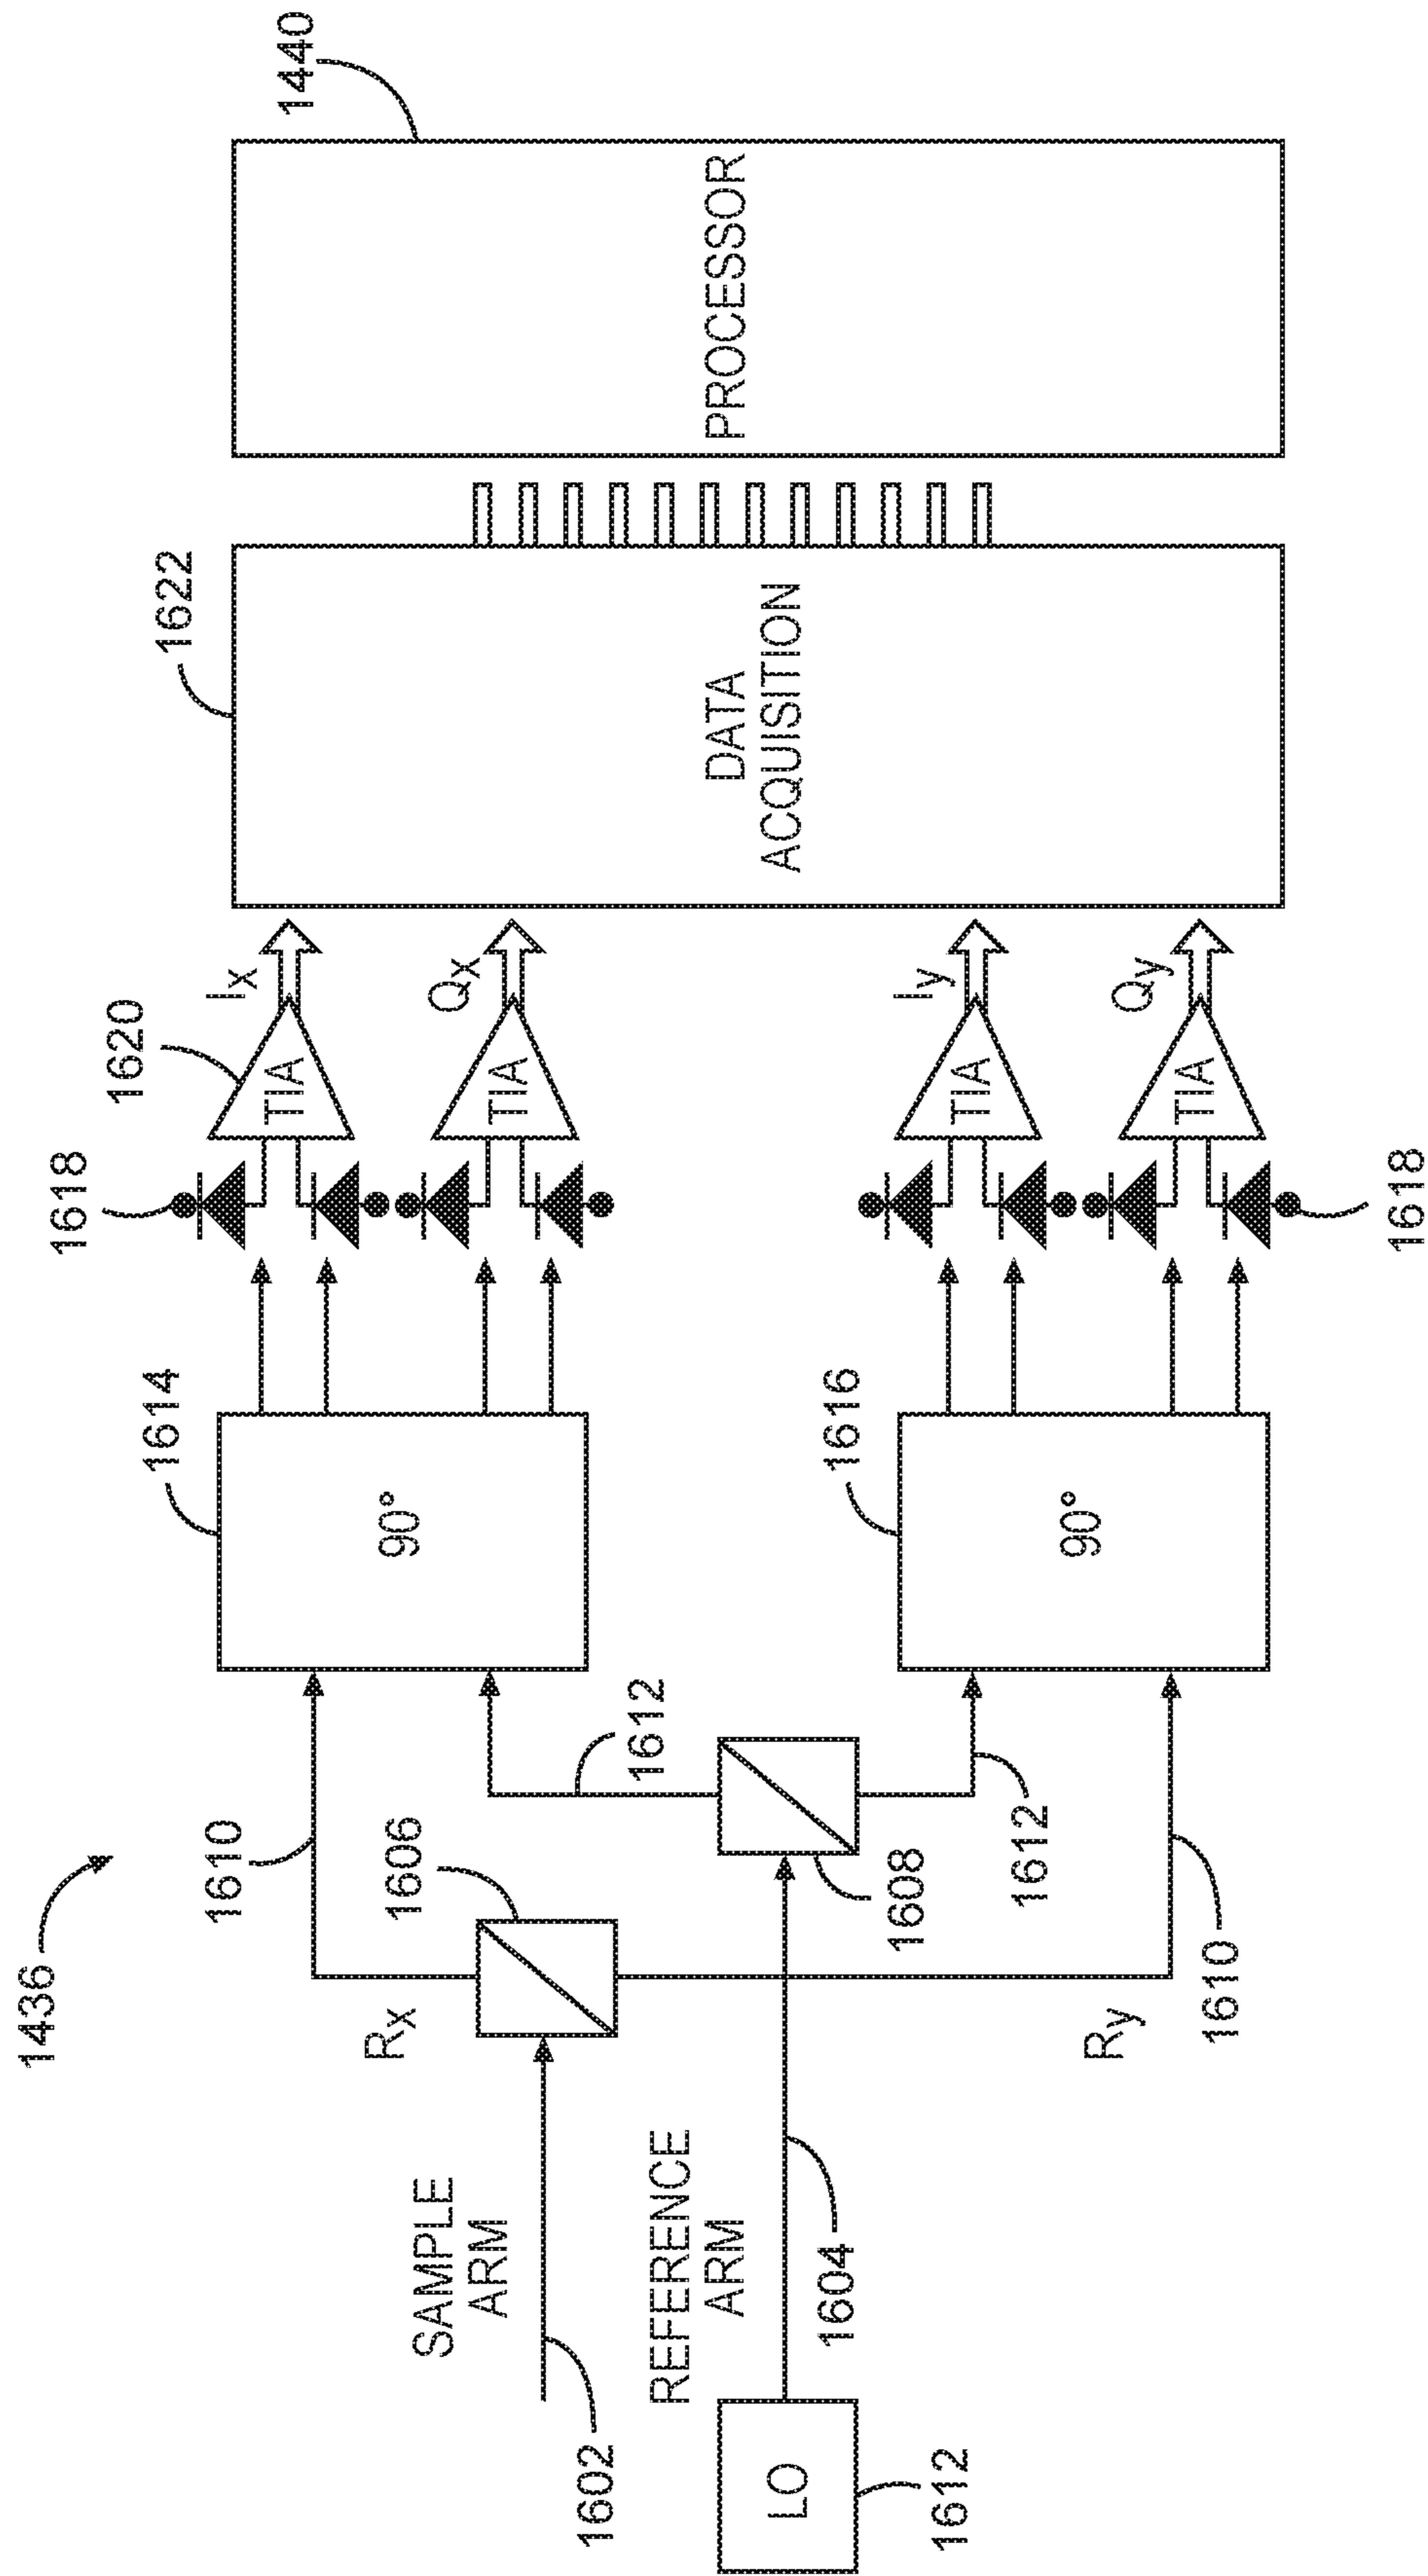 1436
SAMPLE
ARM
1602
REFERENCE
ARM
1604
LO
1612
Rx
1606
1610
1612
1608
1612
Ry
1610
1614
90°
1616
90°
1618
1620
TIA
Ix
TIA
Qx
TIA
Iy
TIA
Qy
1618
1622
DATA
ACQUISITION
1440
PROCESSOR